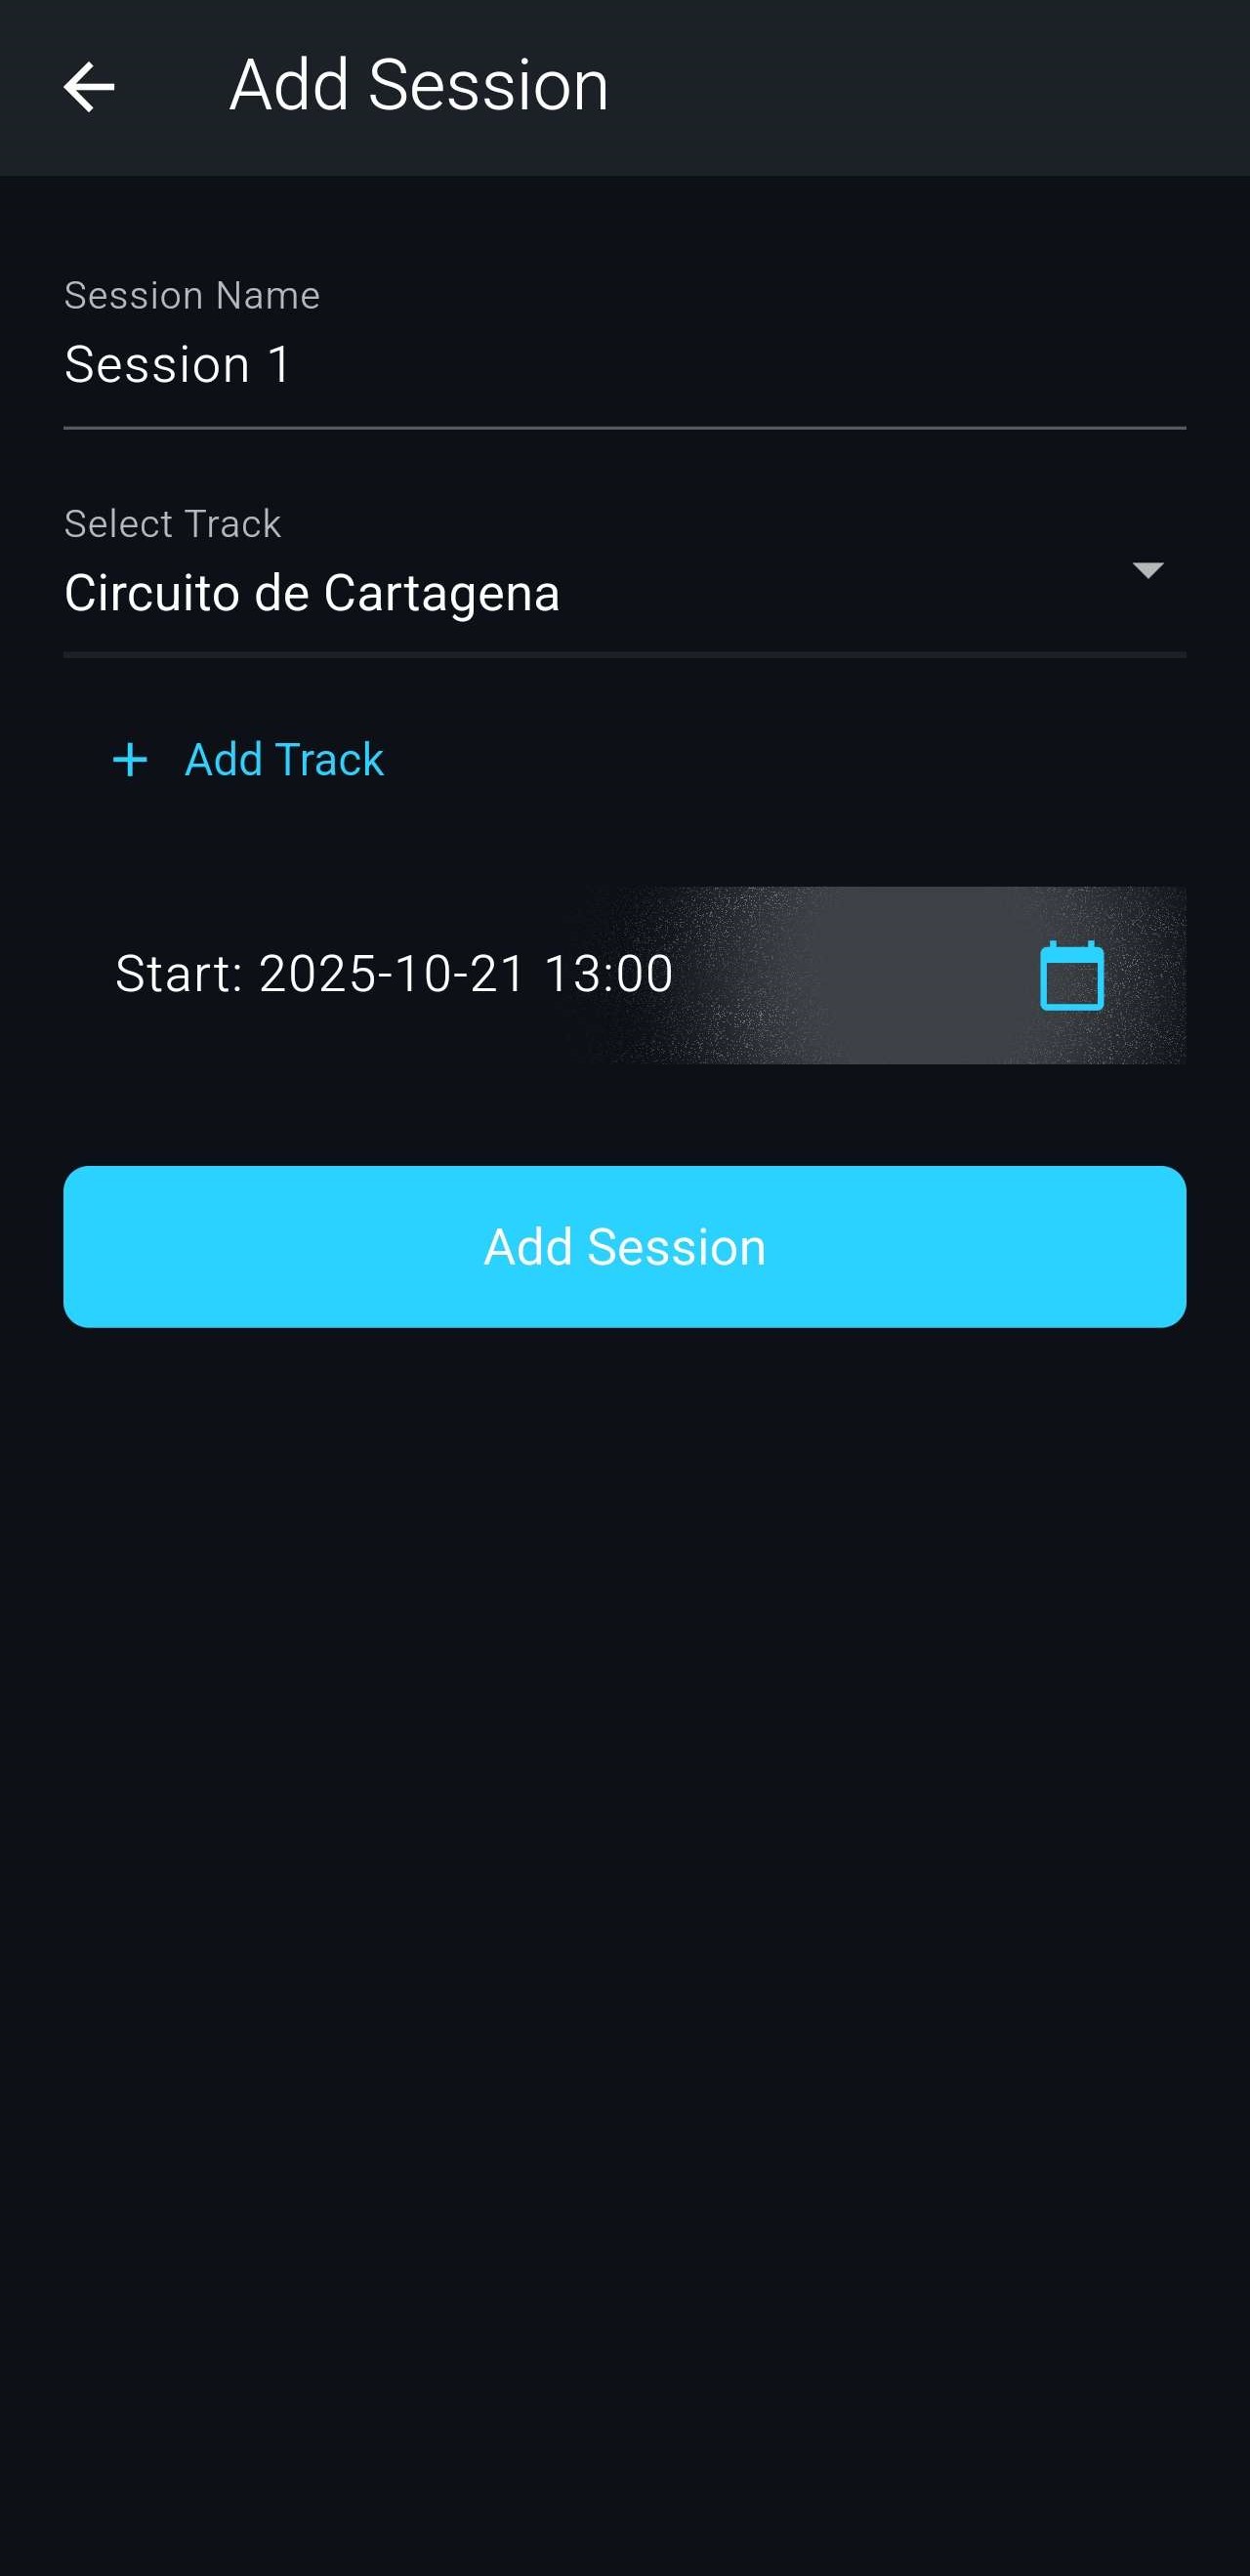 Add Session
Session Name
Session 1
Select Track
Circuito de Cartagena
+ Add Track
Start: 2025-10-21 13:00
Add Session